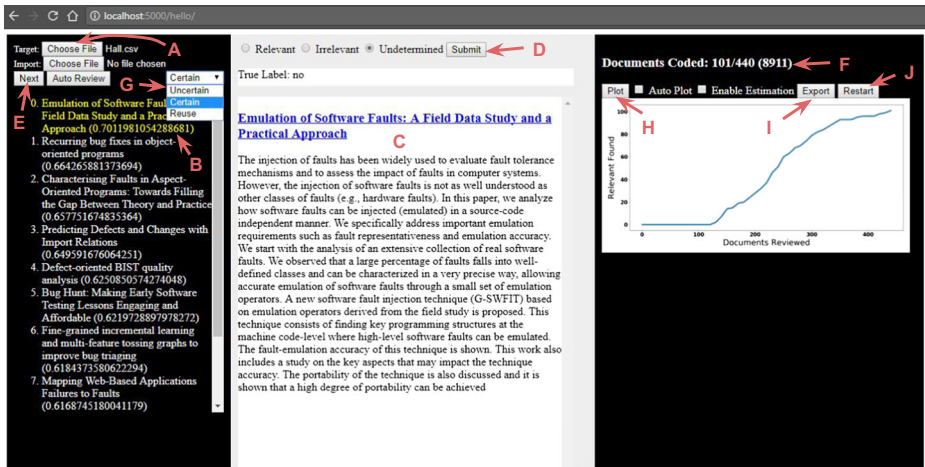 localhost:5000/hello/
Target: Choose File Hall.csv A
Import: Choose File No file chosen
Next Auto Review Certain
G Uncertain
Certain
Reuse
E
0. Emulation of Software Faul
Field Data Study and a Prac
Approach (0.7011981054288681)
B
1. Recurring bug fixes in object-
oriented programs
(0.664265881373694)
2. Characterising Faults in Aspect-
Oriented Programs: Towards Filling
the Gap Between Theory and Practice
(0.657751674835364)
3. Predicting Defects and Changes with
Import Relations
(0.649591676064251)
4. Defect-oriented BIST quality
analysis (0.6250850574274048)
5. Bug Hunt: Making Early Software
Testing Lessons Engaging and
Affordable (0.6219728897978272)
6. Fine-grained incremental learning
and multi-feature tossing graphs to
improve bug triaging
(0.6184373580622294)
7. Mapping Web-Based Applications
Failures to Faults
(0.6168745180041179)
Relevant Irrelevant Undetermined Submit D
True Label: no
Emulation of Software Faults: A Field Data Study and a
Practical Approach
C
The injection of faults has been widely used to evaluate fault tolerance
mechanisms and to assess the impact of faults in computer systems.
However, the injection of software faults is not as well understood as
other classes of faults (e.g., hardware faults). In this paper, we analyze
how software faults can be injected (emulated) in a source-code
independent manner. We specifically address important emulation
requirements such as fault representativeness and emulation accuracy.
We start with the analysis of an extensive collection of real software
faults. We observed that a large percentage of faults falls into well-
defined classes and can be characterized in a very precise way, allowing
accurate emulation of software faults through a small set of emulation
operators. A new software fault injection technique (G-SWFIT) based
on emulation operators derived from the field study is proposed. This
technique consists of finding key programming structures at the
machine code-level where high-level software faults can be emulated.
The fault-emulation accuracy of this technique is shown. This work also
includes a study on the key aspects that may impact the technique
accuracy. The portability of the technique is also discussed and it is
shown that a high degree of portability can be achieved
Documents Coded: 101/440 (8911) F
J
Plot Auto Plot Enable Estimation Export Restart
H I
100
80
60
40
20
0
Relevant Found
0 100 200 300 400
Documents Reviewed